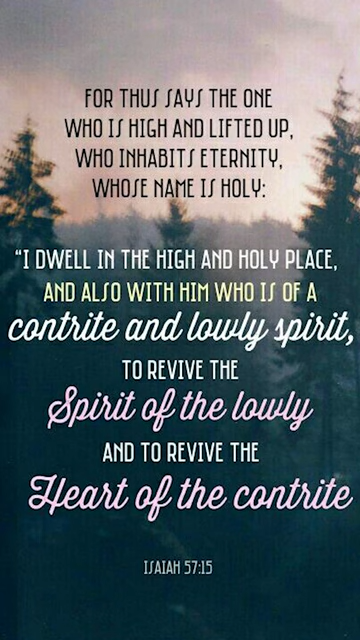 FOR THUS SAYS THE ONE
WHO IS HIGH AND LIFTED UP,
WHO INHABITS ETERNITY,
WHOSE NAME IS HOLY:
“I DWELL IN THE HIGH AND HOLY PLACE,
AND ALSO WITH HIM WHO IS OF A
contrite and lowly spirit,
TO REVIVE THE
Spirit of the lowly
AND TO REVIVE THE
Heart of the contrite
ISAIAH 57:15